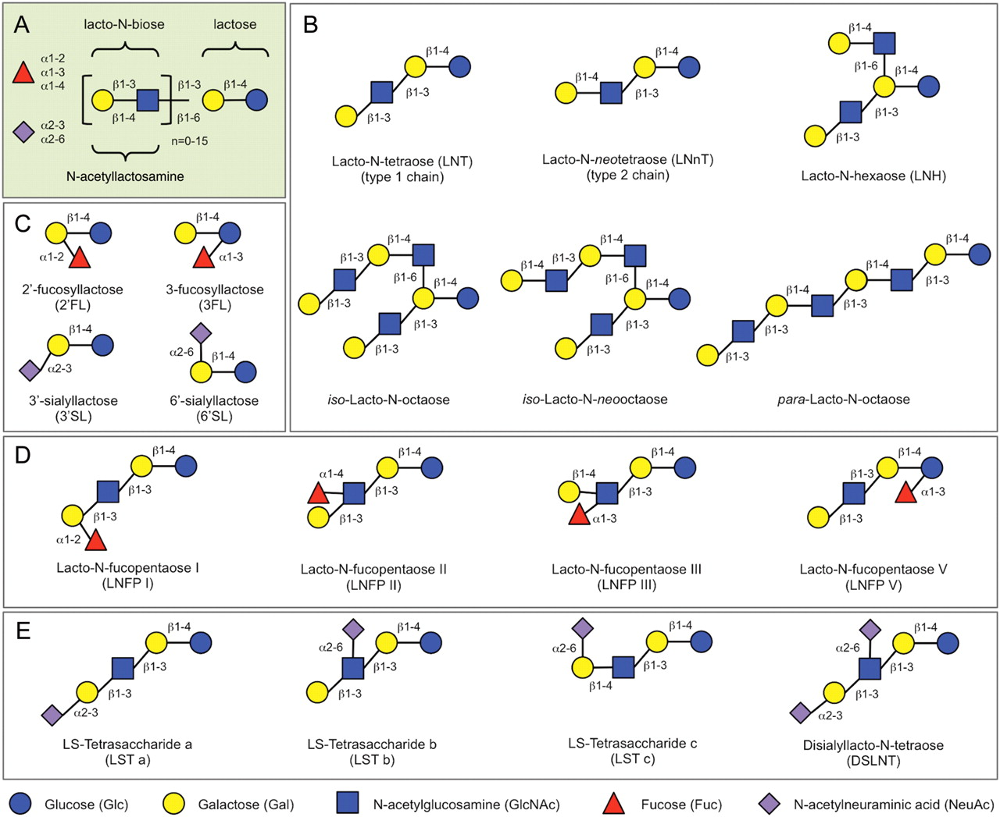 A
lacto-N-biose
lactose
α1-2
α1-3
α1-4
β1-3
β1-3
β1-4
β1-4
β1-6
α2-3
α2-6
n=0-15
N-acetyllactosamine
B
β1-4
β1-3
β1-3
Lacto-N-tetraose (LNT)
(type 1 chain)
β1-4
β1-4
β1-3
Lacto-N-neotetraose (LNnT)
(type 2 chain)
β1-4
β1-6
β1-4
β1-3
β1-3
Lacto-N-hexaose (LNH)
β1-4
β1-3
β1-6
β1-4
β1-3
β1-3
β1-3
iso-Lacto-N-octaose
β1-4
β1-3
β1-4
β1-6
β1-4
β1-3
β1-3
iso-Lacto-N-neooctaose
β1-4
β1-4
β1-3
β1-4
β1-3
β1-3
β1-3
para-Lacto-N-octaose
C
β1-4
α1-2
2’-fucosyllactose
(2’FL)
β1-4
α1-3
3-fucosyllactose
(3FL)
β1-4
α2-3
3’-sialyllactose
(3’SL)
α2-6
β1-4
6’-sialyllactose
(6’SL)
D
β1-4
β1-3
β1-3
α1-2
Lacto-N-fucopentaose I
(LNFP I)
β1-4
α1-4
β1-3
β1-3
Lacto-N-fucopentaose II
(LNFP II)
β1-4
β1-4
β1-3
α1-3
Lacto-N-fucopentaose III
(LNFP III)
β1-4
β1-3
α1-3
β1-3
Lacto-N-fucopentaose V
(LNFP V)
E
β1-4
β1-3
β1-3
α2-3
LS-Tetrasaccharide a
(LST a)
β1-4
α2-6
β1-3
β1-3
LS-Tetrasaccharide b
(LST b)
β1-4
α2-6
β1-3
β1-4
LS-Tetrasaccharide c
(LST c)
β1-4
α2-6
β1-3
β1-3
α2-3
Disialyllacto-N-tetraose
(DSLNT)
Glucose (Glc)
Galactose (Gal)
N-acetylglucosamine (GlcNAc)
Fucose (Fuc)
N-acetylneuraminic acid (NeuAc)